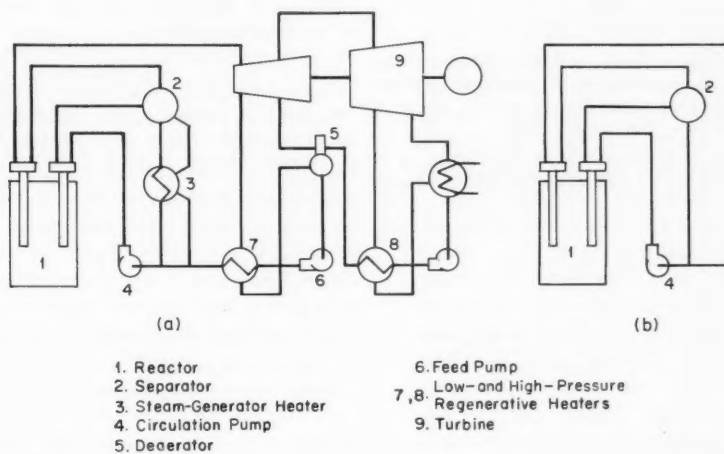 9
2
2
5
3
1
7
8
1
4
6
4
(a)
(b)
1. Reactor
2. Separator
3. Steam-Generator Heater
4. Circulation Pump
5. Deaerator
6. Feed Pump
7,8. Low-and High-Pressure
Regenerative Heaters
9. Turbine